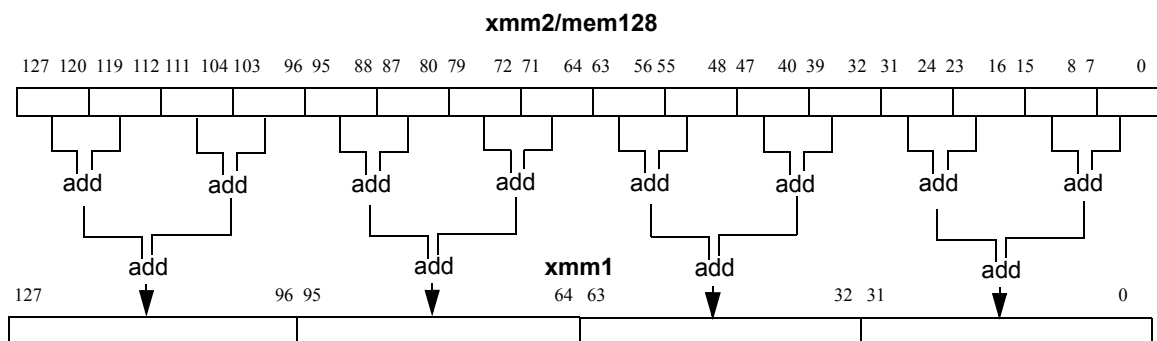 xmm2/mem128
127 120 119 112 111 104 103 96 95 88 87 80 79 72 71 64 63 56 55 48 47 40 39 32 31 24 23 16 15 8 7 0
add add add add add add add add
add add xmm1 add add
127 96 95 64 63 32 31 0